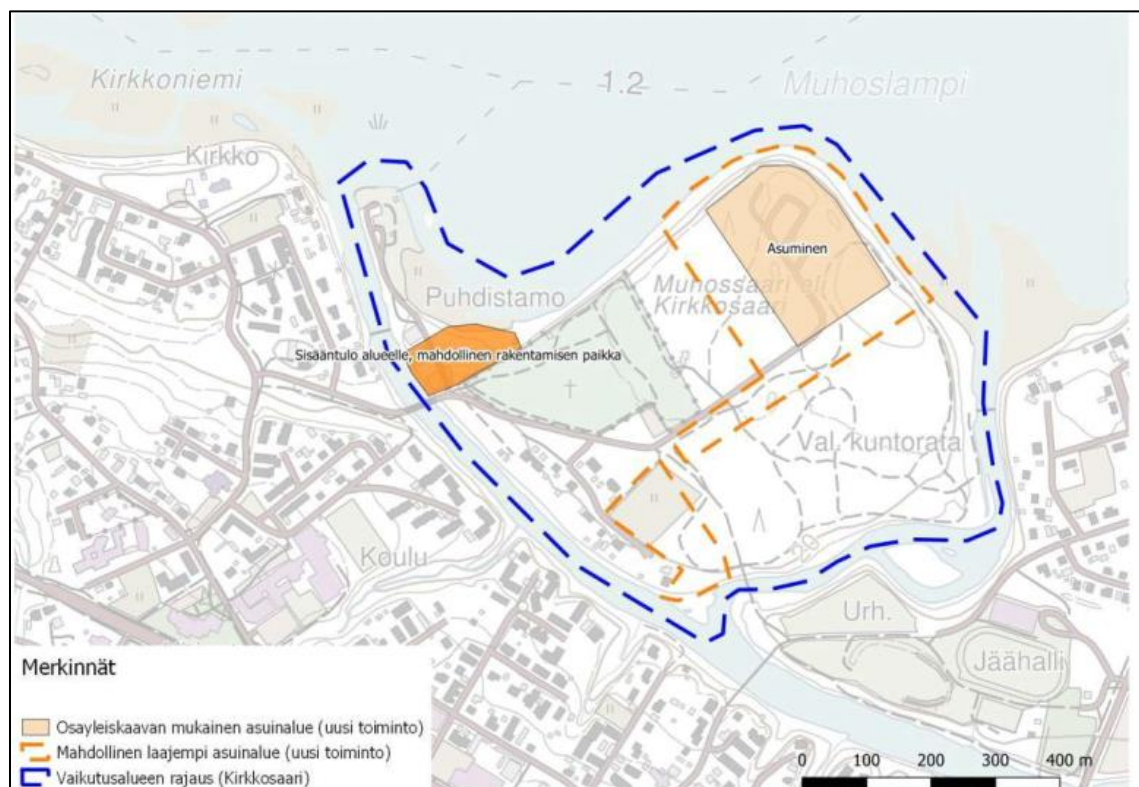 Kirkkoniemi
1.2
Muhoslampi
Kirkko
Asuminen
Puhdistamo
Muhossaari eli
Kirkkosaari
Sisääntulo alueelle, mahdollinen rakentamisen paikka
Val. kuntorata
Koulu
Urh.
Jäähalli
Merkinnät
Osayleiskaavan mukainen asuinalue (uusi toiminto)
Mahdollinen laajempi asuinalue (uusi toiminto)
Vaikutusalueen rajaus (Kirkkosaari)
0 100 200 300 400 m